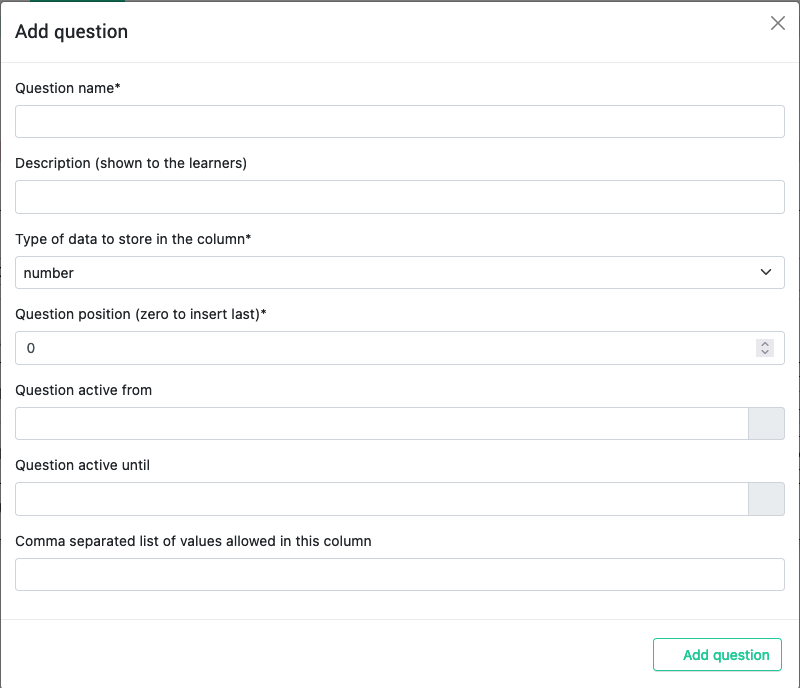 Add question
Question name*
Description (shown to the learners)
Type of data to store in the column*
number
Question position (zero to insert last)*
0
Question active from
Question active until
Comma separated list of values allowed in this column
Add question